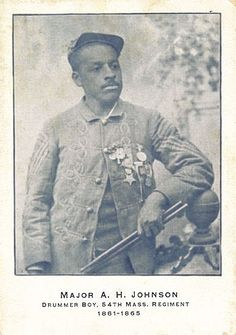 MAJOR A. H. JOHNSON
DRUMMER BOY, 54TH MASS. REGIMENT
1861-1865